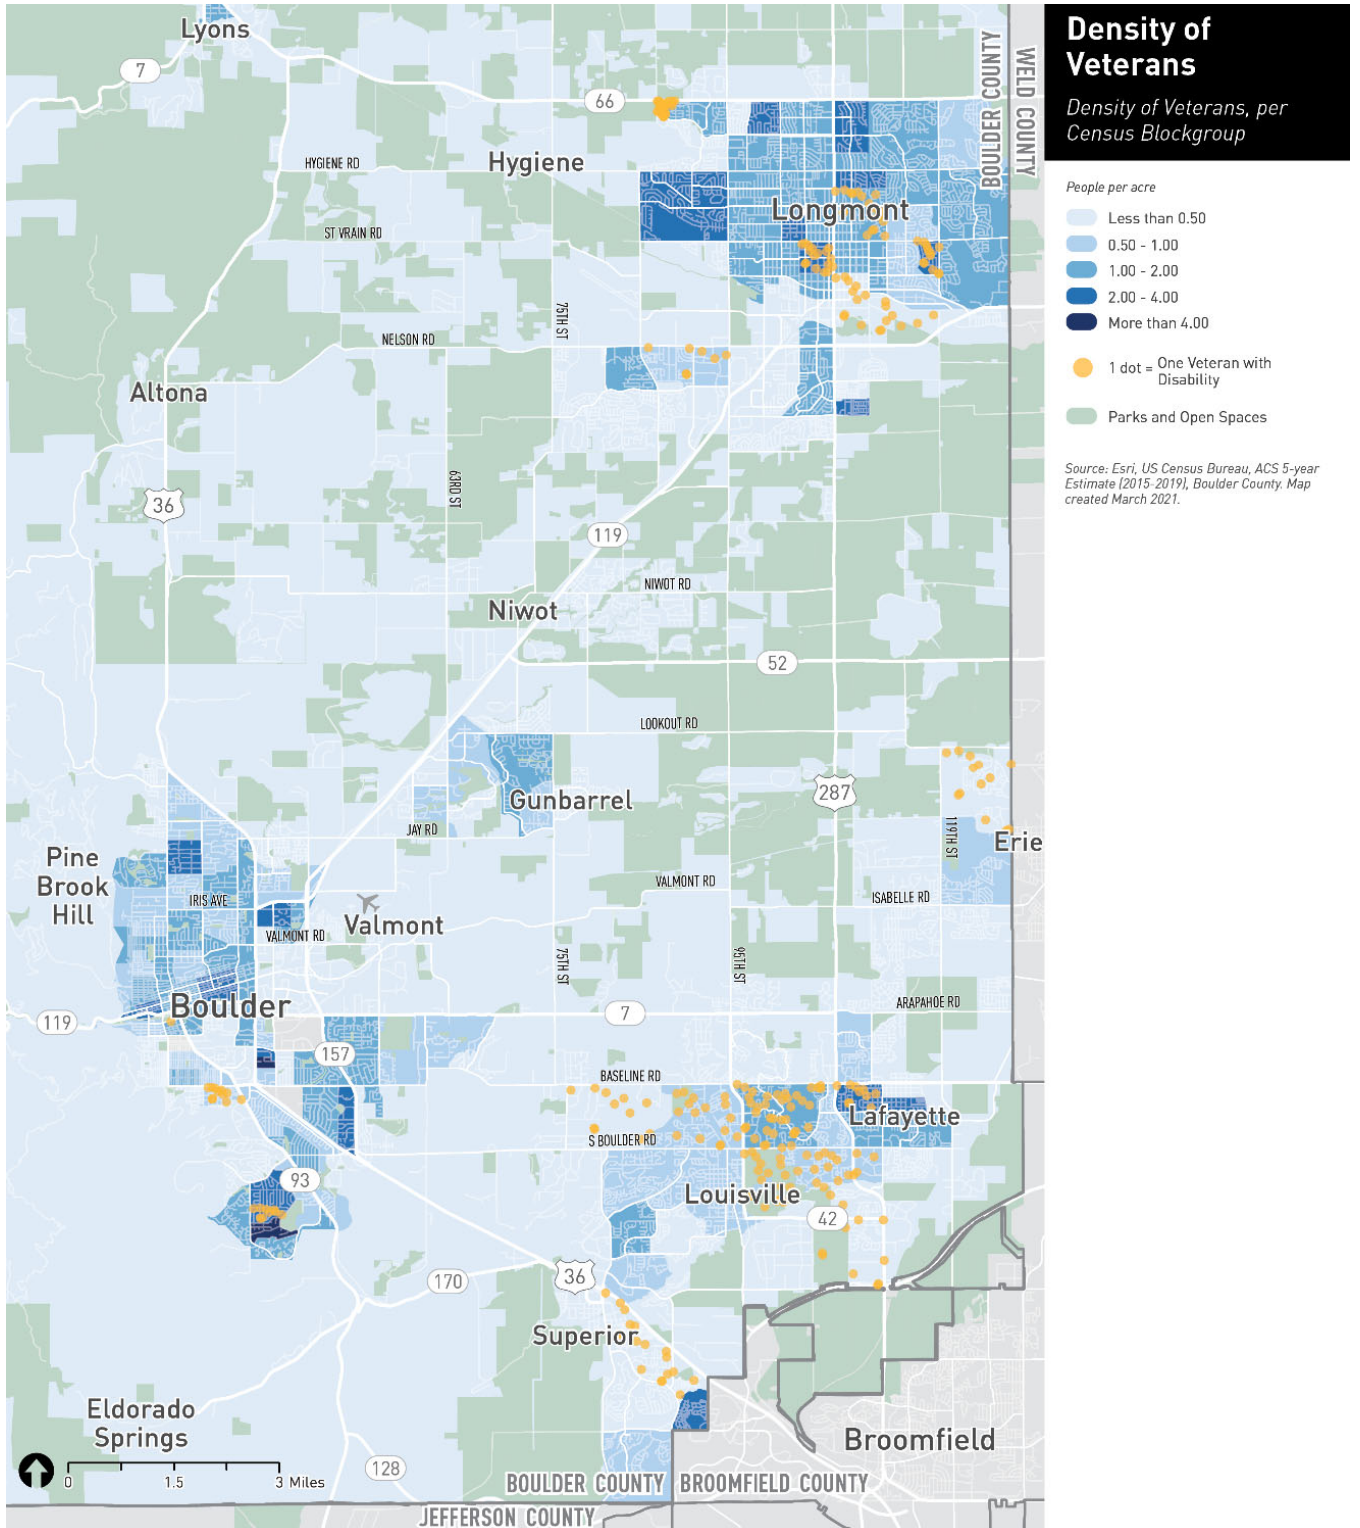 Density of
Veterans
Density of Veterans, per
Census Blockgroup
People per acre
Less than 0.50
0.50 - 1.00
1.00 - 2.00
2.00 - 4.00
More than 4.00
1 dot = One Veteran with
Disability
Parks and Open Spaces
Source: Esri, US Census Bureau, ACS 5-year
Estimate (2015-2019), Boulder County. Map
created March 2021.
Lyons
7
66
BOULDER COUNTY
WELD COUNTY
HYGIENE RD
Hygiene
Longmont
ST VRAIN RD
75TH ST
NELSON RD
Altona
63RD ST
36
119
NIWOT RD
Niwot
52
LOOKOUT RD
287
Gunbarrel
JAY RD
119TH ST
Erie
Pine
Brook
Hill
VALMONT RD
ISABELLE RD
IRIS AVE
Valmont
VALMONT RD
75TH ST
95TH ST
Boulder
ARAPAHOE RD
119
7
157
BASELINE RD
Lafayette
S BOULDER RD
93
Louisville
42
170
36
Superior
Eldorado
Springs
Broomfield
0
1.5
3 Miles
128
BOULDER COUNTY
BROOMFIELD COUNTY
JEFFERSON COUNTY